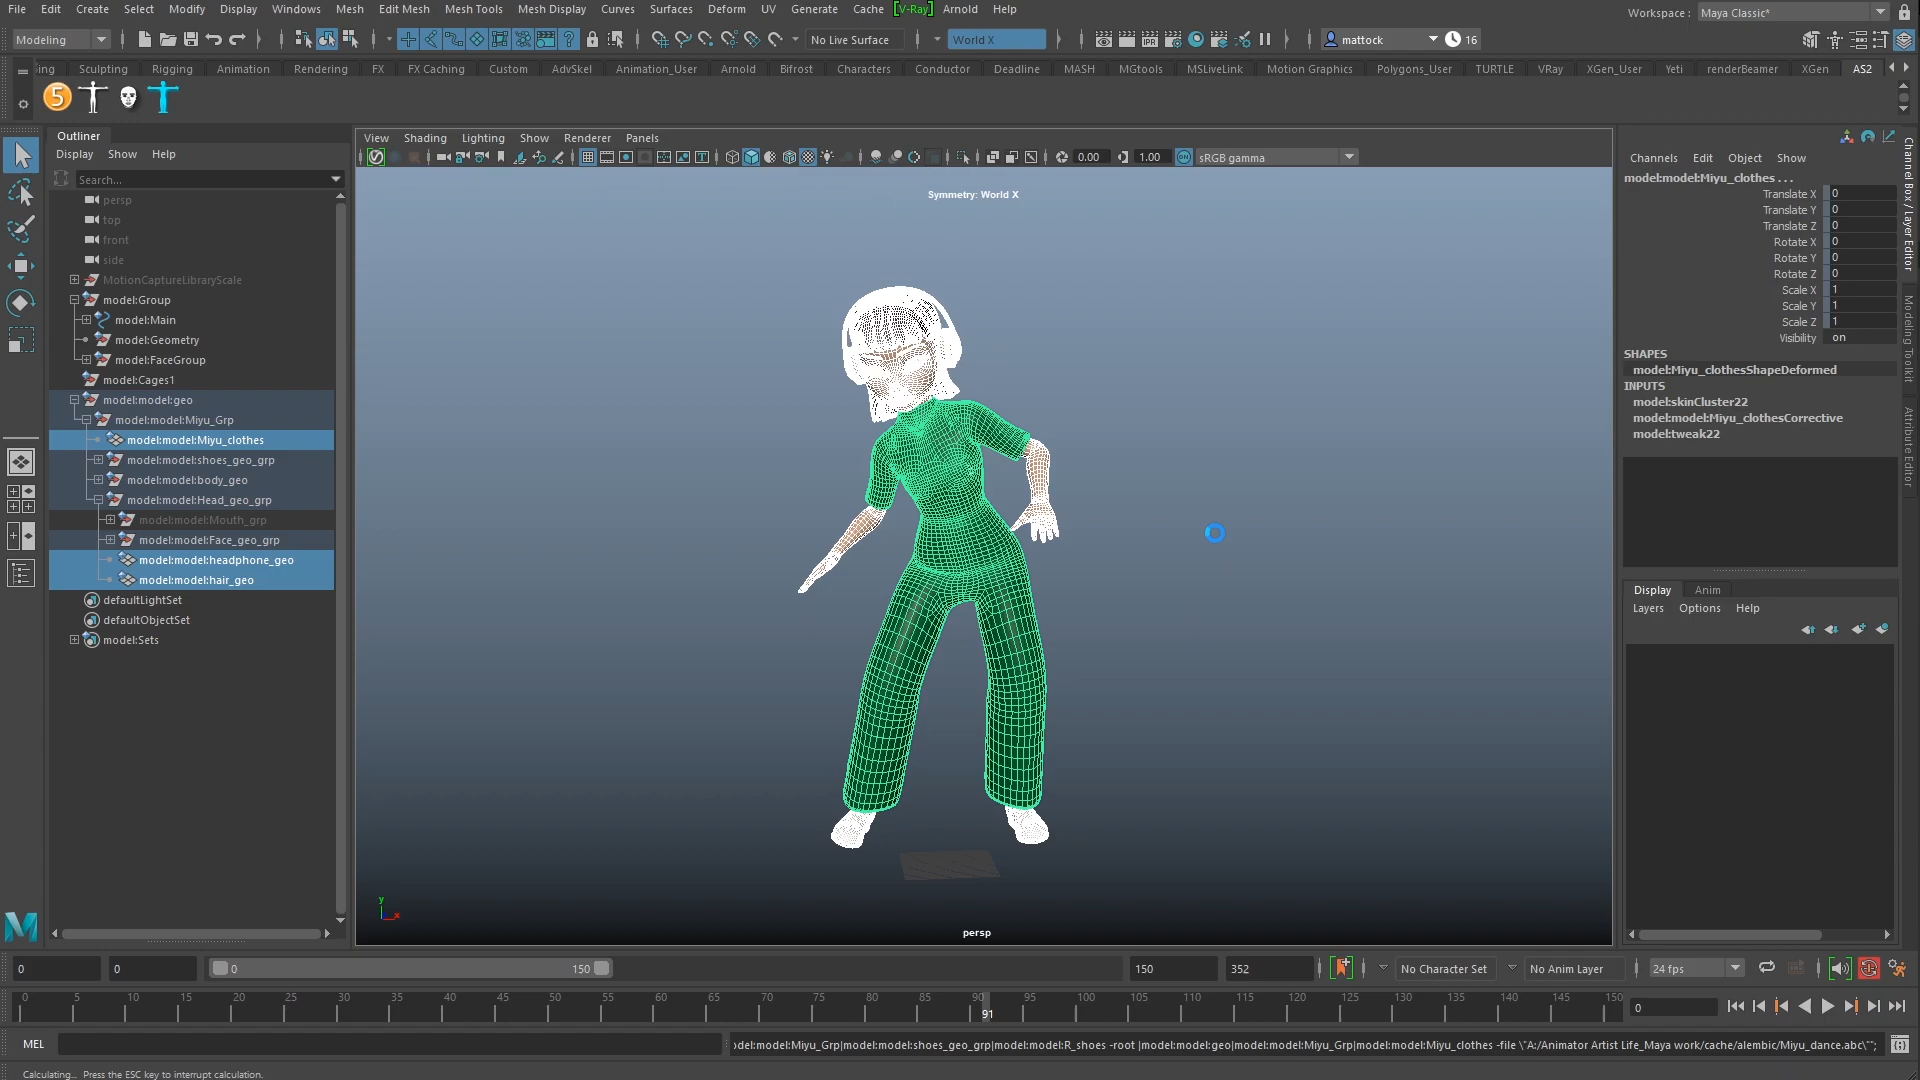 File Edit Create Select Modify Display Windows Mesh Edit Mesh Mesh Tools Mesh Display Curves Surfaces Deform UV Generate Cache [V-Ray] Arnold Help
Workspace : Maya Classic*
Modeling No Live Surface World X mattock 16
Sculpting Rigging Animation Rendering FX FX Caching Custom AdvSkel Animation_User Arnold Bifrost Characters Conductor Deadline MASH MGtools MSLiveLink Motion Graphics Polygons_User TURTLE VRay XGen_User Yeti renderBeamer XGen AS2
5
Outliner
Display Show Help
Search...
persp
top
front
side
MotionCaptureLibraryScale
model:Group
model:Main
model:Geometry
model:FaceGroup
model:Cages1
model:model:geo
model:model:Miyu_Grp
model:model:Miyu_clothes
model:model:shoes_geo_grp
model:model:body_geo
model:model:Head_geo_grp
model:model:Mouth_grp
model:model:Face_geo_grp
model:model:headphone_geo
model:model:hair_geo
defaultLightSet
defaultObjectSet
model:Sets
View Shading Lighting Show Renderer Panels
0.00 1.00 ON sRGB gamma
Symmetry: World X
y
x
persp
Channels Edit Object Show
model:model:Miyu_clothes . . .
Translate X 0
Translate Y 0
Translate Z 0
Rotate X 0
Rotate Y 0
Rotate Z 0
Scale X 1
Scale Y 1
Scale Z 1
Visibility on
SHAPES
model:Miyu_clothesShapeDeformed
INPUTS
model:skinCluster22
model:model:Miyu_clothesCorrective
model:tweak22
Display Anim
Layers Options Help
Channel Box / Layer Editor
Modeling Toolkit
Attribute Editor
0 0 0 150 150 352 No Character Set No Anim Layer 24 fps
0 5 10 15 20 25 30 35 40 45 50 55 60 65 70 75 80 85 90 95 100 105 110 115 120 125 130 135 140 145 150
91
0
MEL
odel:model:Miyu_Grp|model:model:shoes_geo_grp|model:model:R_shoes -root |model:model:geo|model:model:Miyu_Grp|model:model:Miyu_clothes -file \"A:/Animator Artist Life_Maya work/cache/alembic/Miyu_dance.abc\"";
Calculating... Press the ESC key to interrupt calculation.